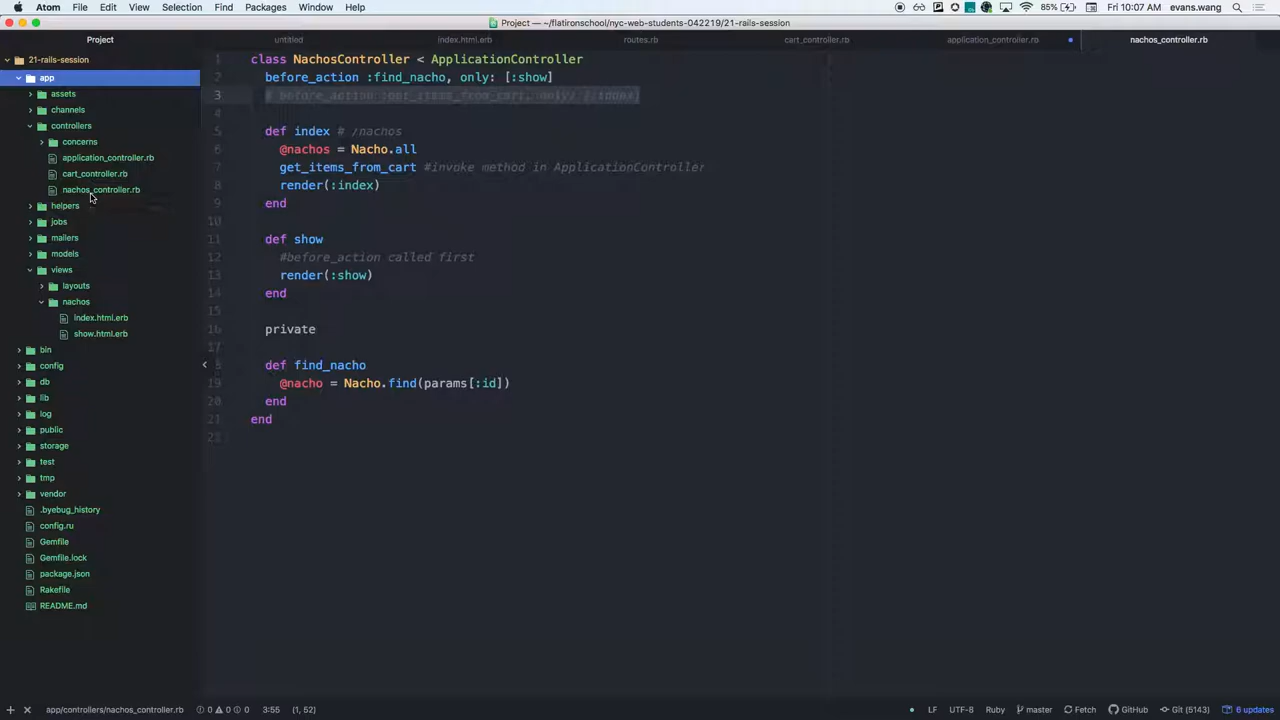 Atom File Edit View Selection Find Packages Window Help 85% Fri 10:07 AM evans.wang
Project — ~/flatironschool/nyc-web-students-042219/21-rails-session
Project untitled index.html.erb routes.rb cart_controller.rb application_controller.rb nachos_controller.rb
21-rails-session
app
assets
channels
controllers
concerns
application_controller.rb
cart_controller.rb
nachos_controller.rb
helpers
jobs
mailers
models
views
layouts
nachos
index.html.erb
show.html.erb
bin
config
db
lib
log
public
storage
test
tmp
vendor
.byebug_history
config.ru
Gemfile
Gemfile.lock
package.json
Rakefile
README.md
1 class NachosController < ApplicationController
2 before_action :find_nacho, only: [:show]
3 # before_action :get_items_from_cart, only: [:index]
4
5 def index # /nachos
6 @nachos = Nacho.all
7 get_items_from_cart #invoke method in ApplicationController
8 render(:index)
9 end
10
11 def show
12 #before_action called first
13 render(:show)
14 end
15
16 private
17
18 def find_nacho
19 @nacho = Nacho.find(params[:id])
20 end
21 end
22
app/controllers/nachos_controller.rb 0 0 0 3:55 (1, 52) LF UTF-8 Ruby master Fetch GitHub Git (5143) 6 updates